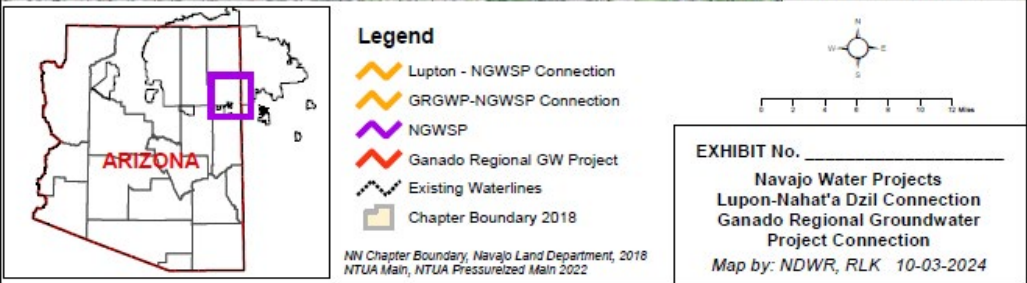 ARIZONA
Legend
Lupton - NGWSP Connection
GRGWP-NGWSP Connection
NGWSP
Ganado Regional GW Project
Existing Waterlines
Chapter Boundary 2018
NN Chapter Boundary, Navajo Land Department, 2018
NTUA Main, NTUA Pressureized Main 2022
N
W E
S
0 2 4 6 8 10 12 Miles
EXHIBIT No. ____________________
Navajo Water Projects
Lupon-Nahat'a Dzil Connection
Ganado Regional Groundwater
Project Connection
Map by: NDWR, RLK 10-03-2024